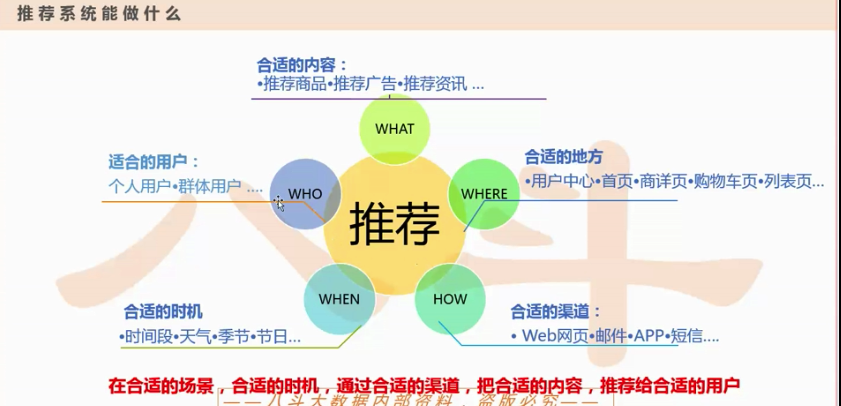 推荐系统能做什么
合适的内容：
•推荐商品•推荐广告•推荐资讯 ...
WHAT
适合的用户：
个人用户•群体用户 ....
WHO
合适的地方
•用户中心•首页•商详页•购物车页•列表页...
WHERE
推荐
合适的时机
•时间段•天气•季节•节日...
WHEN
HOW
合适的渠道：
• Web网页•邮件•APP•短信....
八斗
在合适的场景，合适的时机，通过合适的渠道，把合适的内容，推荐给合适的用户
——八斗大数据内部资料，盗版必究——